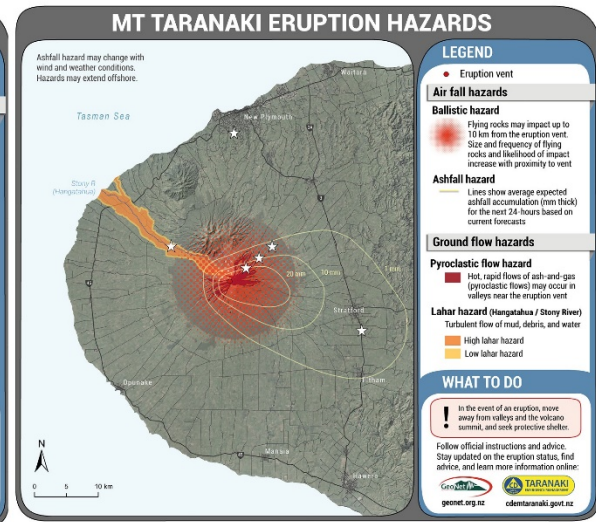 MT TARANAKI ERUPTION HAZARDS
Ashfall hazard may change with
wind and weather conditions.
Hazards may extend offshore.
Tasman Sea
Waitara
New Plymouth
Stony R.
(Hangatahua)
20 mm
10 mm
1 mm
Stratford
Eltham
Opunake
Manaia
Hawera
N
0 5 10 km
LEGEND
Eruption vent
Air fall hazards
Ballistic hazard
Flying rocks may impact up to
10 km from the eruption vent.
Size and frequency of flying
rocks and likelihood of impact
increase with proximity to vent
Ashfall hazard
Lines show average expected
ashfall accumulation (mm thick)
for the next 24-hours based on
current forecasts
Ground flow hazards
Pyroclastic flow hazard
Hot, rapid flows of ash-and-gas
(pyroclastic flows) may occur in
valleys near the eruption vent
Lahar hazard (Hangatahua / Stony River)
Turbulent flow of mud, debris, and water
High lahar hazard
Low lahar hazard
WHAT TO DO
!
In the event of an eruption, move
away from valleys and the volcano
summit, and seek protective shelter.
Follow official instructions and advice.
Stay updated on the eruption status, find
advice, and learn more information online:
GeoNet
TARANAKI
geonet.org.nz
cdemtaranaki.govt.nz